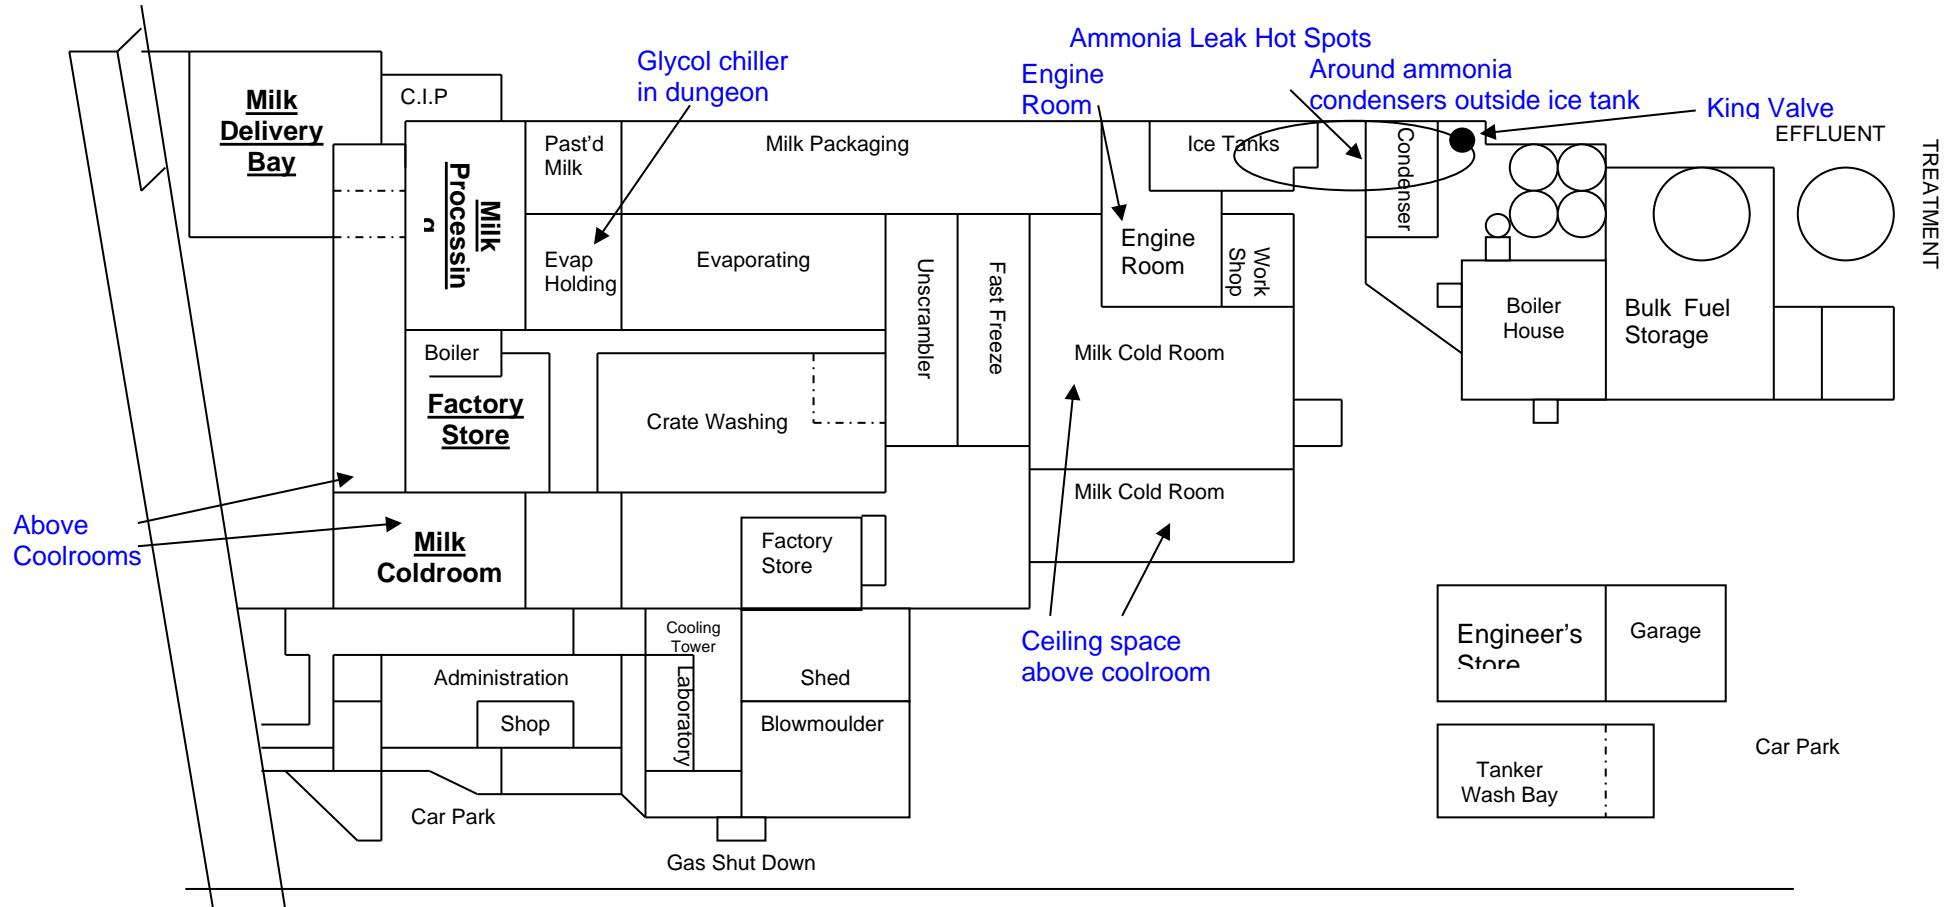 Ammonia Leak Hot Spots
Glycol chiller
in dungeon
Engine
Room
Around ammonia
condensers outside ice tank
King Valve
EFFLUENT
TREATMENT
Milk
Delivery
Bay
C.I.P
Milk
Processin
g
Past'd
Milk
Milk Packaging
Ice Tanks
Condenser
Evap
Holding
Evaporating
Unscrambler
Fast Freeze
Engine
Room
Work
Shop
Boiler
House
Bulk Fuel
Storage
Boiler
Factory
Store
Crate Washing
Milk Cold Room
Milk Cold Room
Above
Coolrooms
Milk
Coldroom
Factory
Store
Ceiling space
above coolroom
Cooling
Tower
Laboratory
Administration
Shop
Shed
Blowmoulder
Engineer's
Store
Garage
Tanker
Wash Bay
Car Park
Car Park
Gas Shut Down